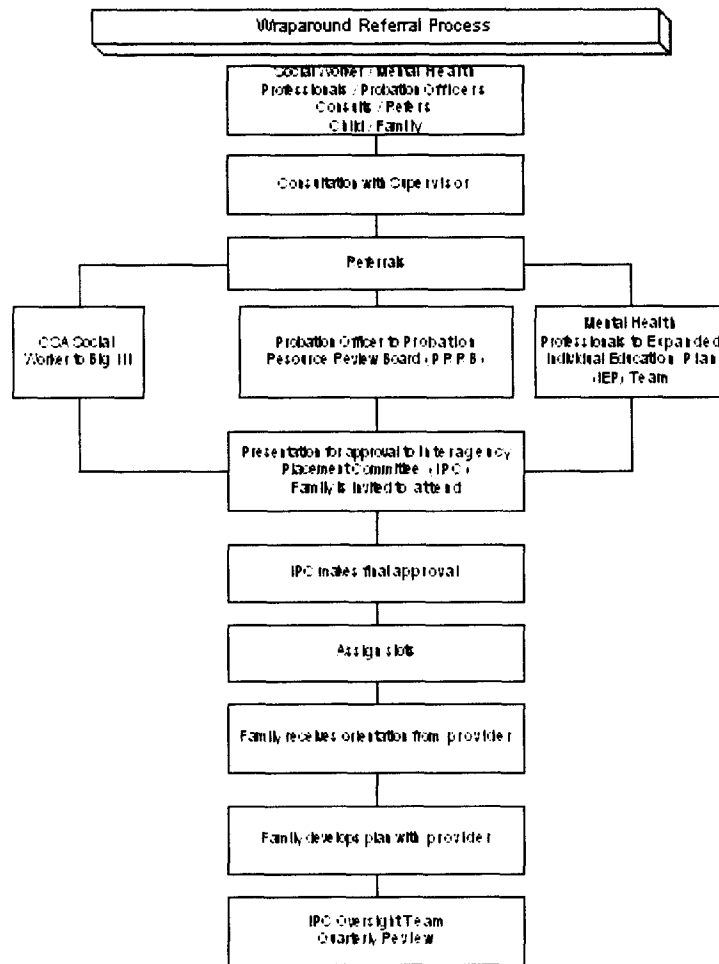 Wraparound Referral Process
Social Worker / Mental Health
Professionals / Probation Officers
Consults / Refers
Child / Family
Consultation with Supervisor
Referrals
CSA Social
Worker to Big III
Probation Officer to Probation
Resource Review Board (PRRB)
Mental Health
Professionals to Expanded
Individual Education Plan
(IEP) Team
Presentation for approval to Interagency
Placement Committee (IPC)
Family is invited to attend
IPC makes final approval
Assign slots
Family receives orientation from provider
Family develops plan with provider
IPC Oversight Team
Quarterly Review